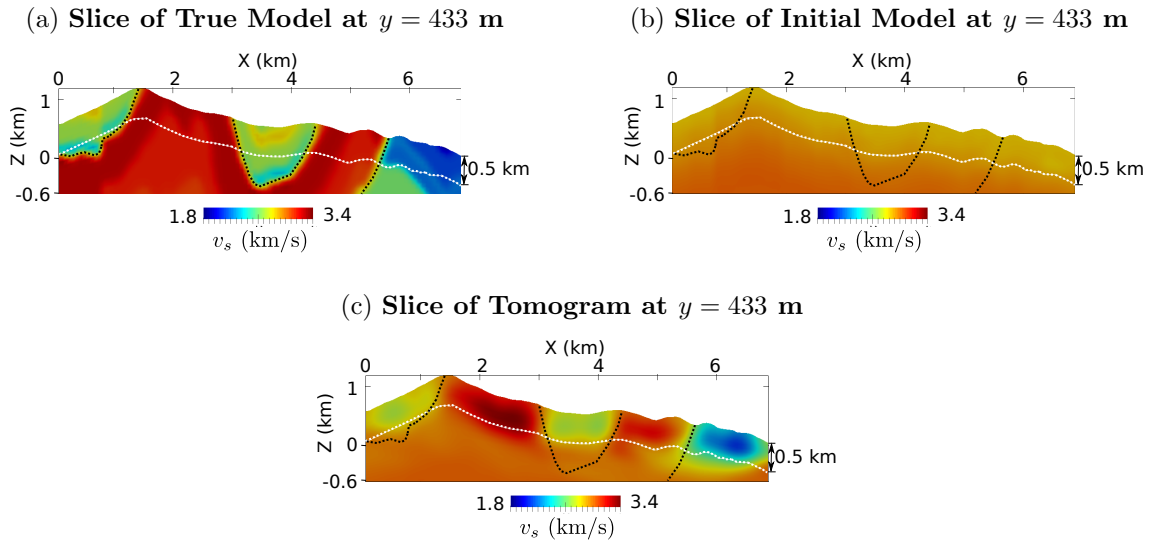 (a) Slice of True Model at y = 433 m
X (km)
0 2 4 6
Z (km)
1
0
-0.6
0.5 km
1.8 3.4
v_s (km/s)
(b) Slice of Initial Model at y = 433 m
X (km)
0 2 4 6
Z (km)
1
0
-0.6
0.5 km
1.8 3.4
v_s (km/s)
(c) Slice of Tomogram at y = 433 m
X (km)
0 2 4 6
Z (km)
1
0
-0.6
0.5 km
1.8 3.4
v_s (km/s)